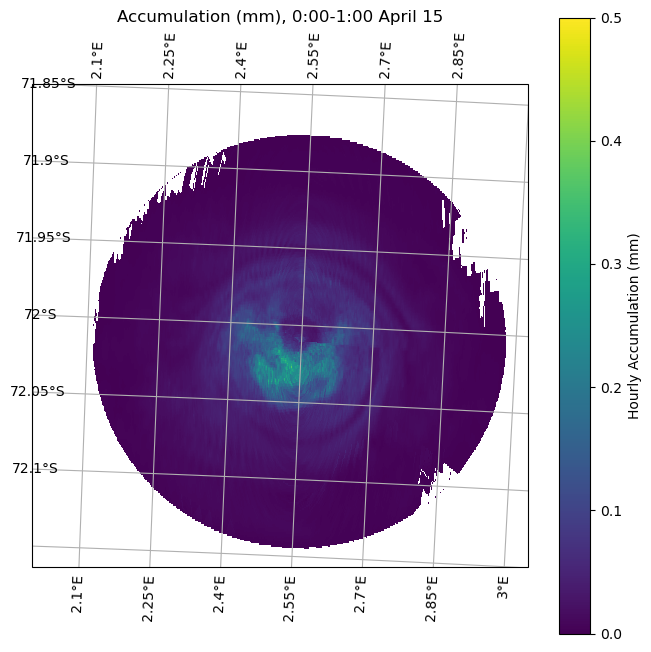 Accumulation (mm), 0:00-1:00 April 15
2.1°E
2.25°E
2.4°E
2.55°E
2.7°E
2.85°E
71.85°S
71.9°S
71.95°S
72°S
72.05°S
72.1°S
2.1°E
2.25°E
2.4°E
2.55°E
2.7°E
2.85°E
3°E
0.5
0.4
0.3
0.2
0.1
0.0
Hourly Accumulation (mm)